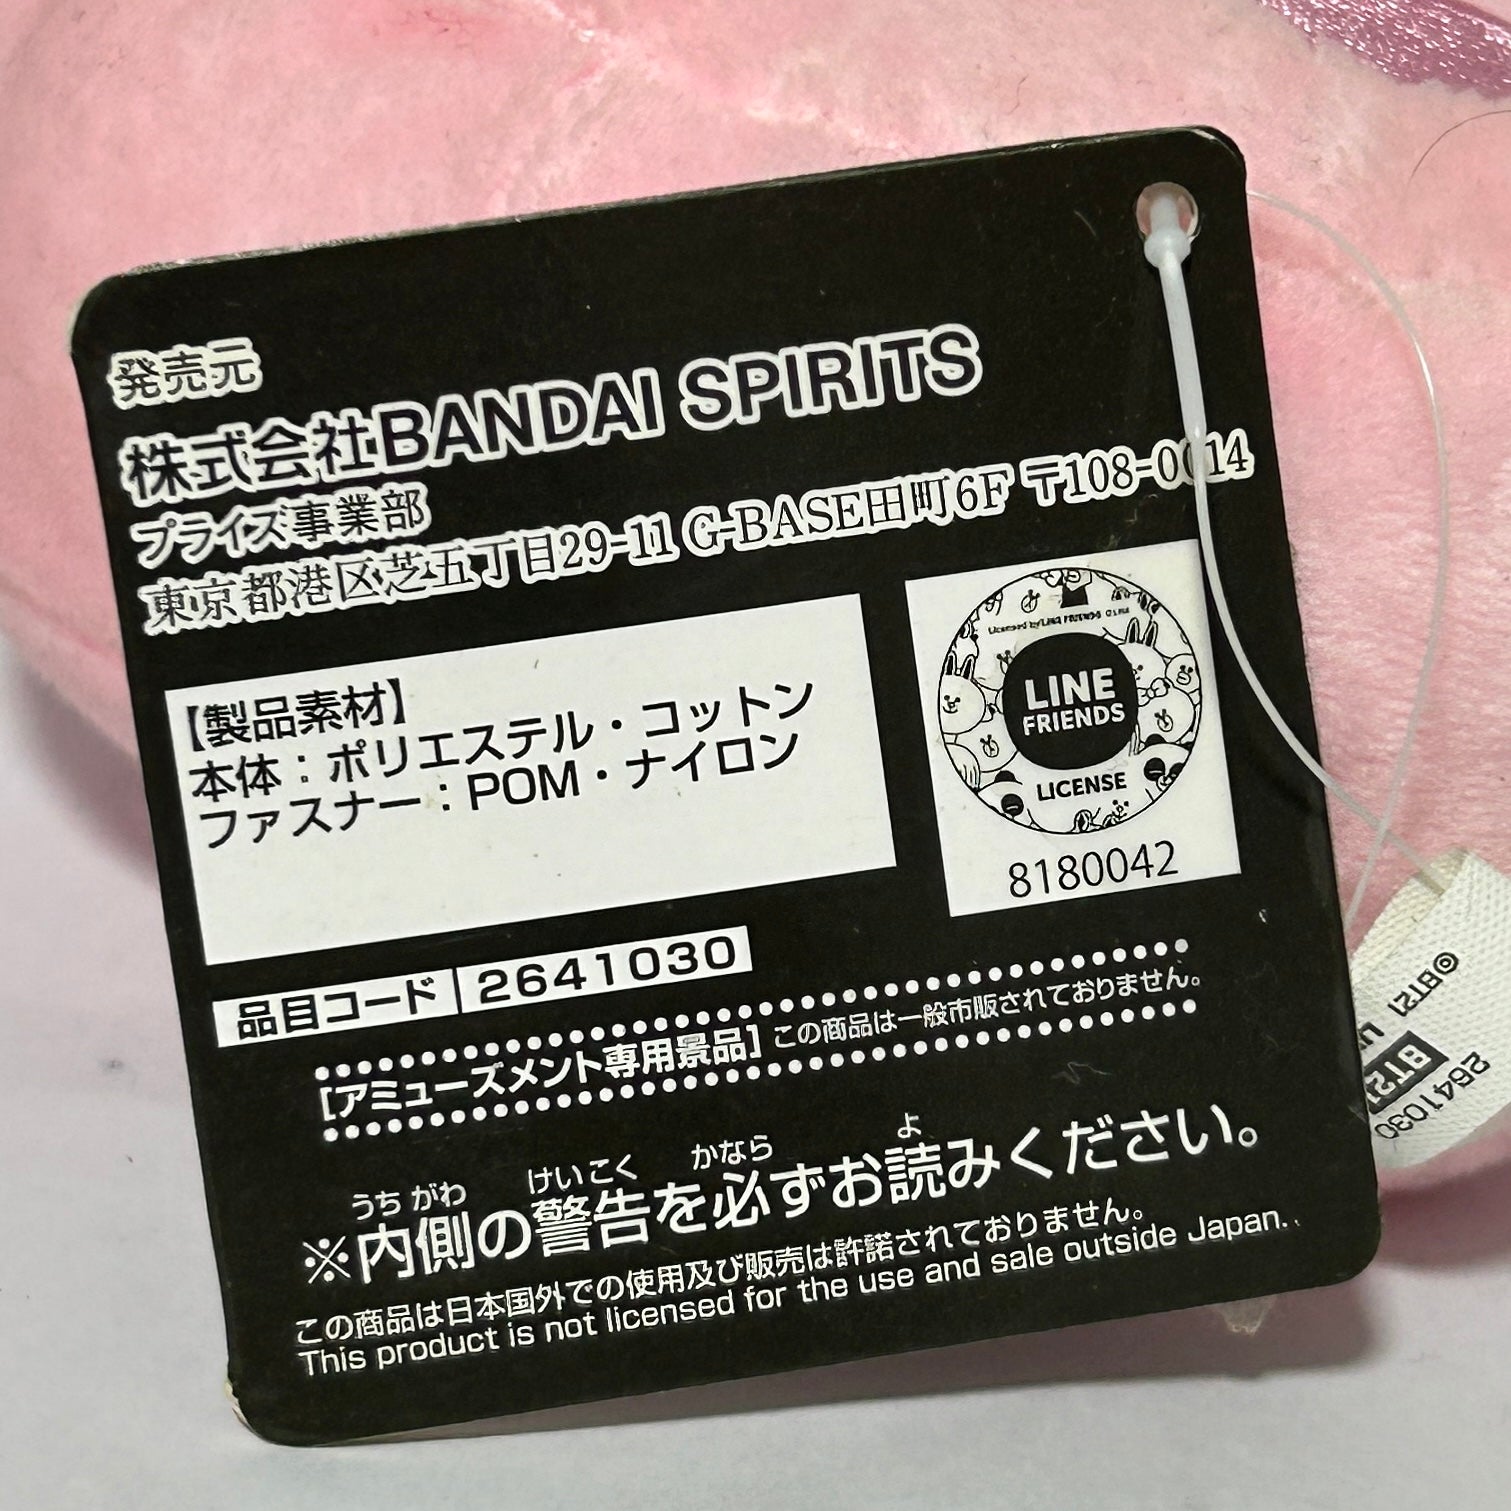 発売元
株式会社BANDAI SPIRITS
プライズ事業部
東京都港区芝五丁目29-11 G-BASE田町6F 〒108-0014
【製品素材】
本体：ポリエステル・コットン
ファスナー：POM・ナイロン
Licensed by LINE FRIENDS
LINE
FRIENDS
LICENSE
8180042
品目コード 2641030
[アミューズメント専用景品] この商品は一般市販されておりません。
うち がわ けいこく かなら よ
※内側の警告を必ずお読みください。
この商品は日本国外での使用及び販売は許諾されておりません。
This product is not licensed for the use and sale outside Japan.
©BT21
BT21
2641030